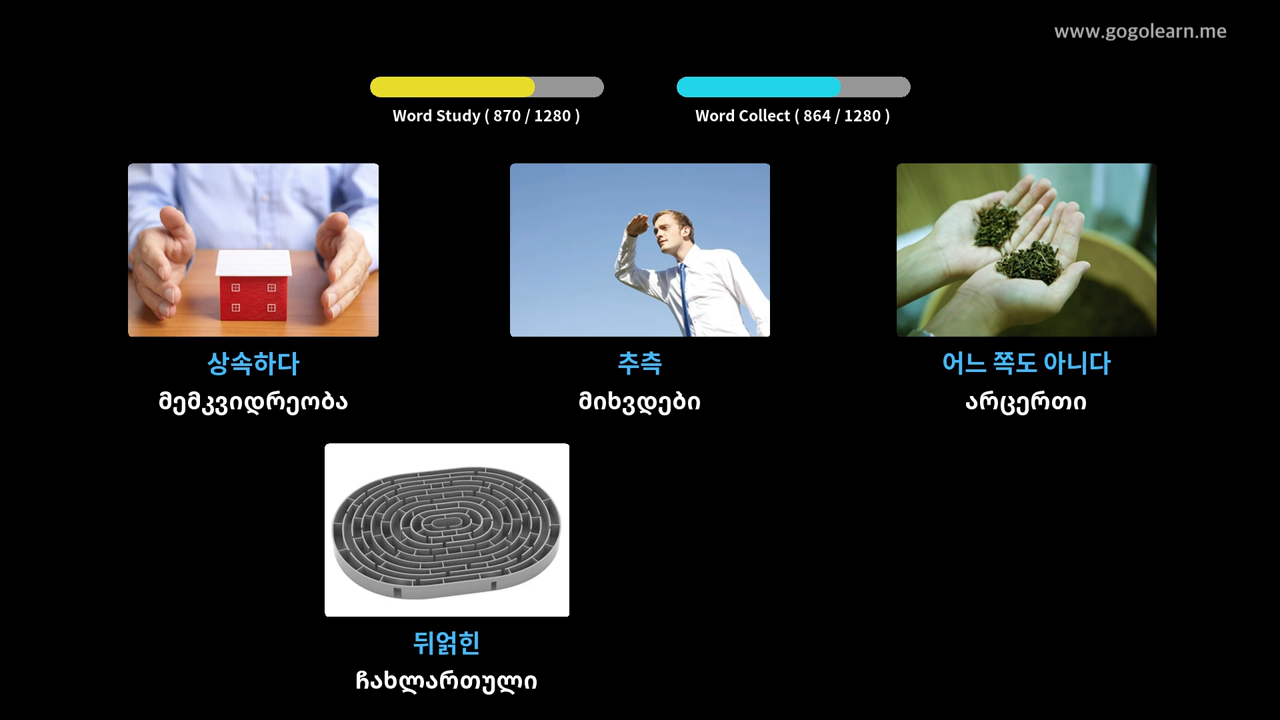 www.gogolearn.me
Word Study ( 870 / 1280 )
Word Collect ( 864 / 1280 )
상속하다
მემკვიდრეობა
추측
მიხვდები
어느 쪽도 아니다
არცერთი
뒤얽힌
ჩახლართული